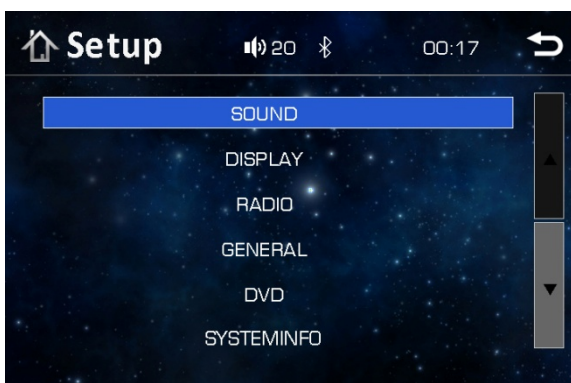 Setup 20 00:17
SOUND
DISPLAY
RADIO
GENERAL
DVD
SYSTEMINFO